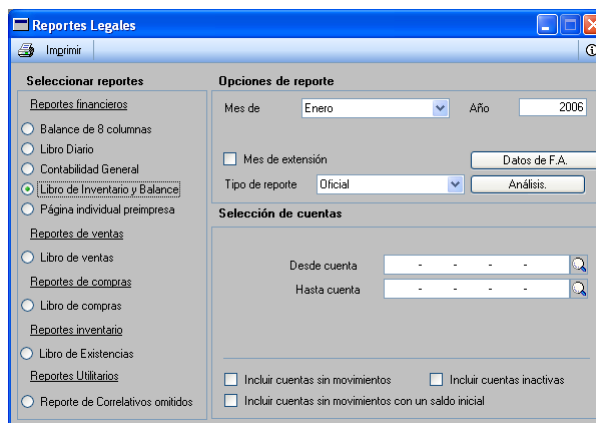 Reportes Legales
Imprimir
Seleccionar reportes
Reportes financieros
Balance de 8 columnas
Libro Diario
Contabilidad General
Libro de Inventario y Balance
Página individual preimpresa
Reportes de ventas
Libro de ventas
Reportes de compras
Libro de compras
Reportes inventario
Libro de Existencias
Reportes Utilitarios
Reporte de Correlativos omitidos
Opciones de reporte
Mes de Enero Año 2006
Mes de extensión Datos de F.A.
Tipo de reporte Oficial Análisis.
Selección de cuentas
Desde cuenta - - - -
Hasta cuenta - - - -
Incluir cuentas sin movimientos Incluir cuentas inactivas
Incluir cuentas sin movimientos con un saldo inicial